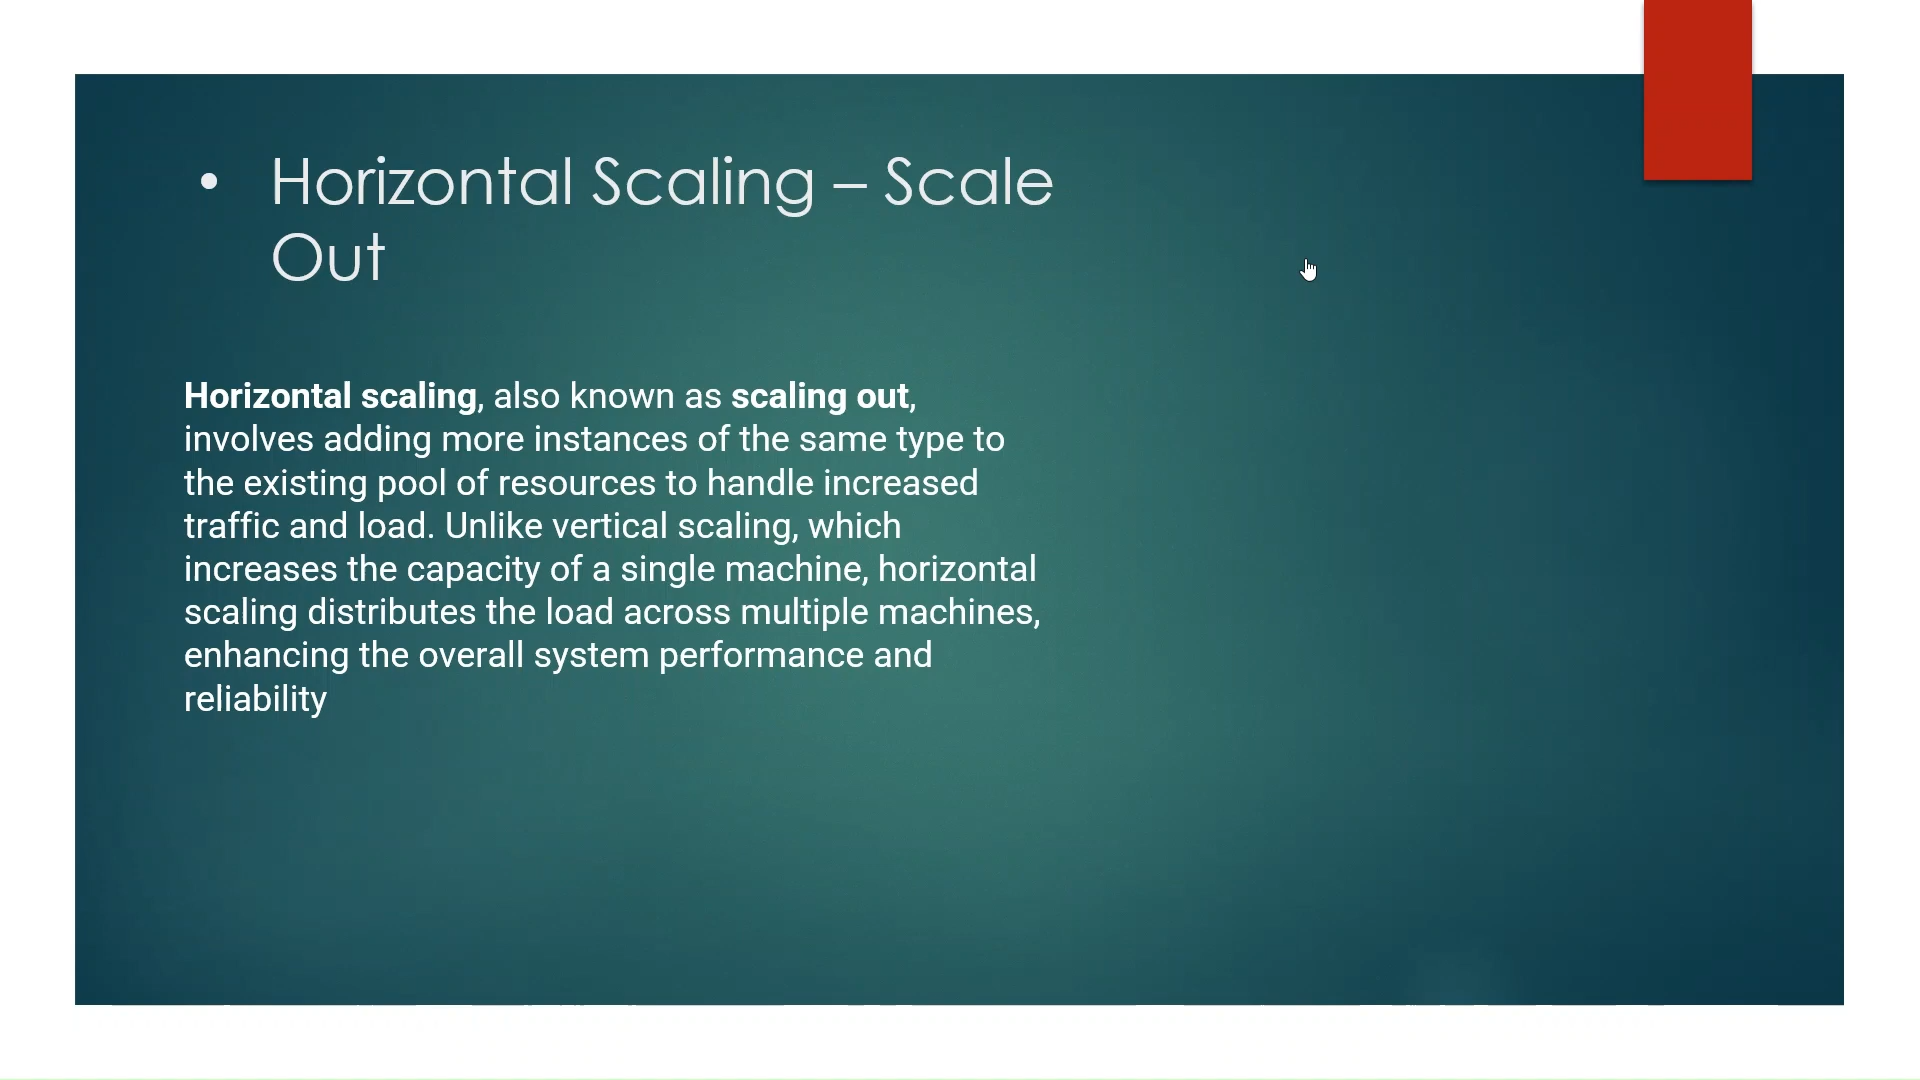 • Horizontal Scaling – Scale
Out
Horizontal scaling, also known as scaling out,
involves adding more instances of the same type to
the existing pool of resources to handle increased
traffic and load. Unlike vertical scaling, which
increases the capacity of a single machine, horizontal
scaling distributes the load across multiple machines,
enhancing the overall system performance and
reliability